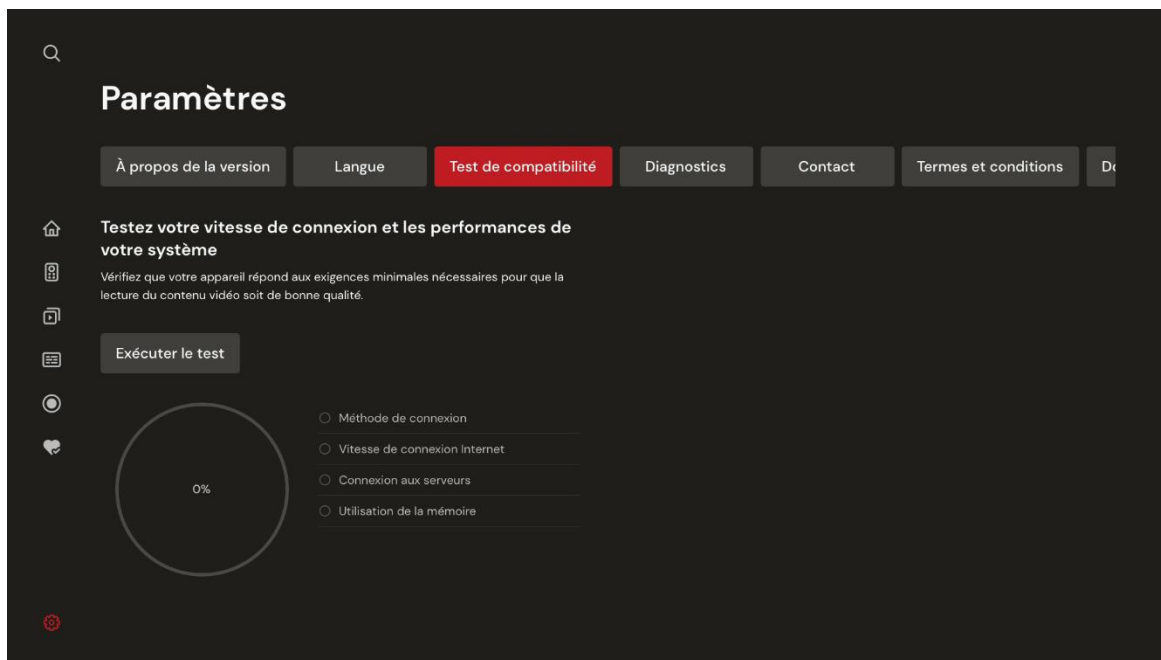 Paramètres
À propos de la version
Langue
Test de compatibilité
Diagnostics
Contact
Termes et conditions
Testez votre vitesse de connexion et les performances de
votre système
Vérifiez que votre appareil répond aux exigences minimales nécessaires pour que la
lecture du contenu vidéo soit de bonne qualité.
Exécuter le test
0%
Méthode de connexion
Vitesse de connexion Internet
Connexion aux serveurs
Utilisation de la mémoire